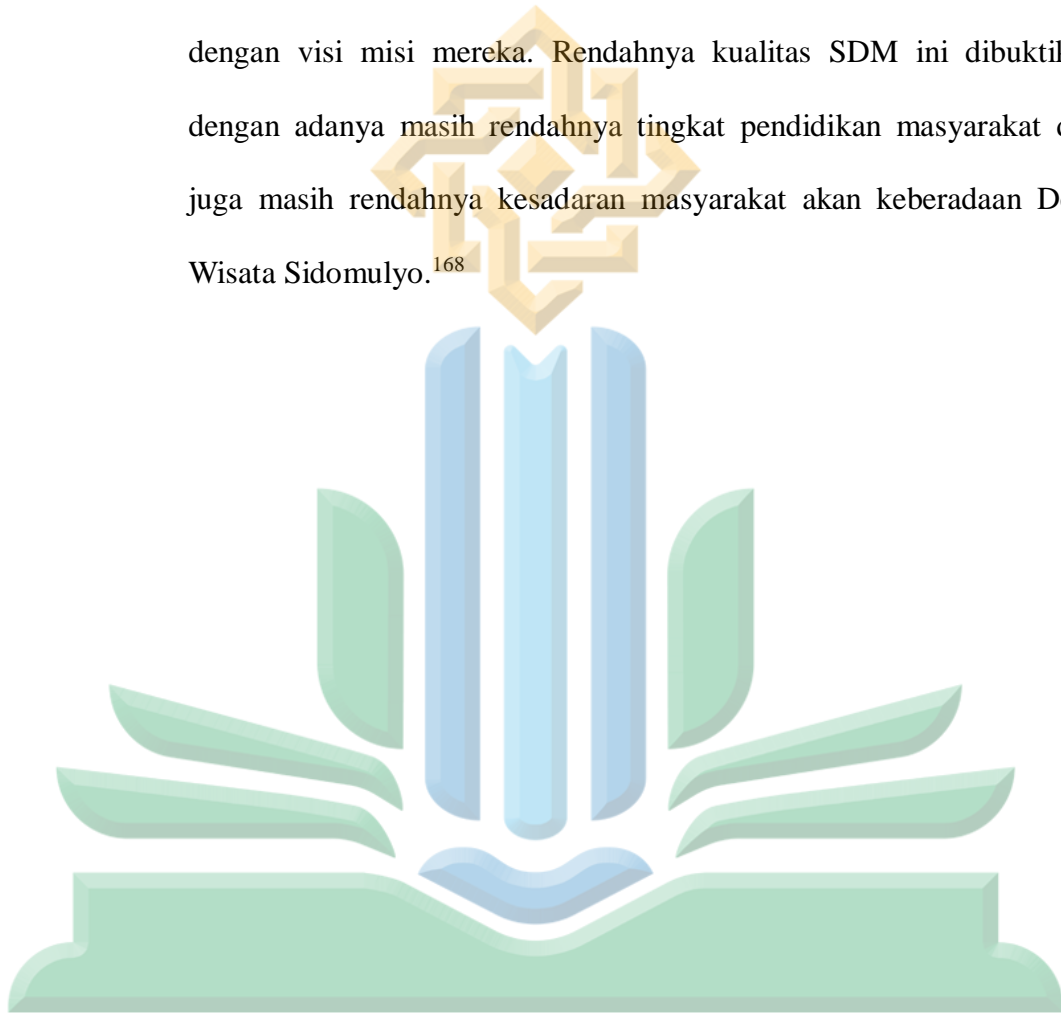 dengan visi misi mereka. Rendahnya kualitas SDM ini
dengan adanya masih rendahnya tingkat pendidikan masyarakat
juga masih rendahnya kesadaran masyarakat akan keberadaan
Wisata Sidomulyo.168